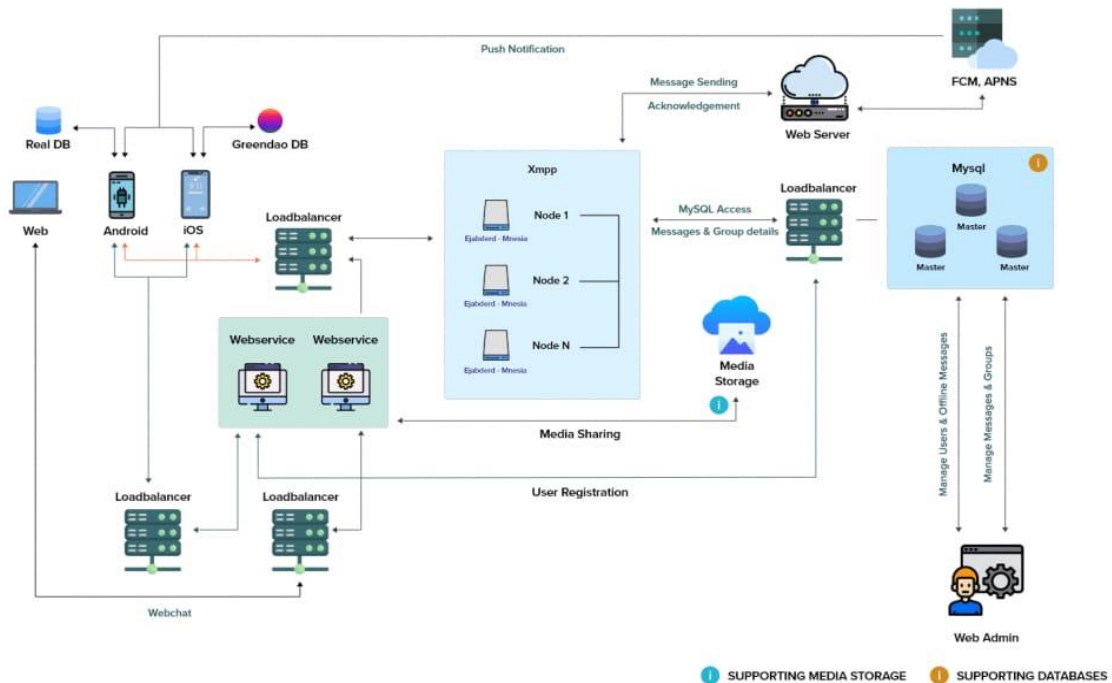 Push Notification
Message Sending
Acknowledgement
FCM, APNS
Web Server
Real DB
Greendao DB
Web
Android
iOS
Loadbalancer
Xmpp
Node 1
Ejabxlerd - Mnesia
Node 2
Ejabxlerd - Mnesia
Node N
Ejabxlerd - Mnesia
MySQL Access
Messages & Group details
Loadbalancer
Mysql
i
Master
Master
Master
Webservice
Webservice
Media
Storage
i
Media Sharing
User Registration
Loadbalancer
Loadbalancer
Webchat
Manage Users & Offline Messages
Manage Messages & Groups
Web Admin
i SUPPORTING MEDIA STORAGE
i SUPPORTING DATABASES